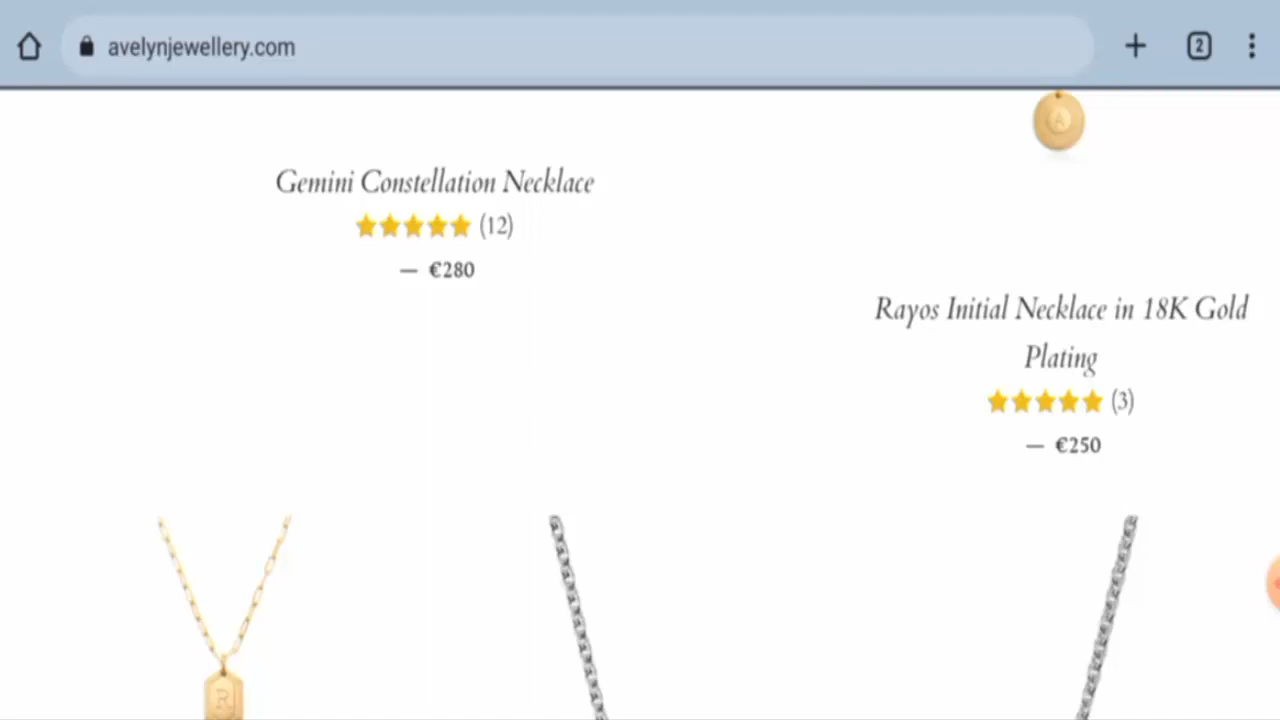 avelynjewellery.com
2
A
Gemini Constellation Necklace
(12)
— €280
Rayos Initial Necklace in 18K Gold
Plating
(3)
— €250
R